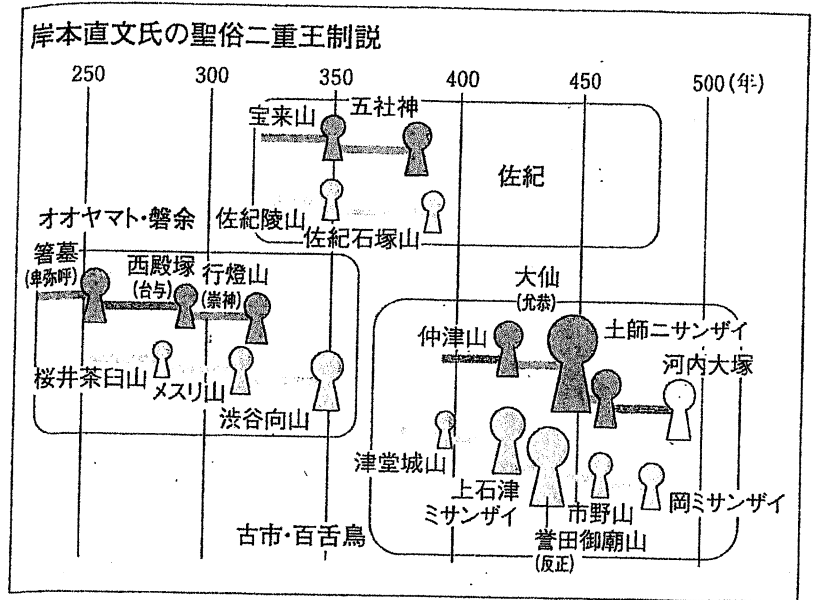 岸本直文氏の聖俗二重王制説
250 300 350 400 450 500(年)
宝来山 五社神
佐紀
佐紀陵山
佐紀石塚山
オオヤマト・磐余
箸墓
(卑弥呼)
西殿塚
(台与)
行燈山
(崇神)
桜井茶臼山
メスリ山
渋谷向山
大仙
(允恭)
仲津山
土師ニサンザイ
河内大塚
津堂城山
上石津
ミサンザイ
市野山
岡ミサンザイ
誉田御廟山
(反正)
古市・百舌鳥